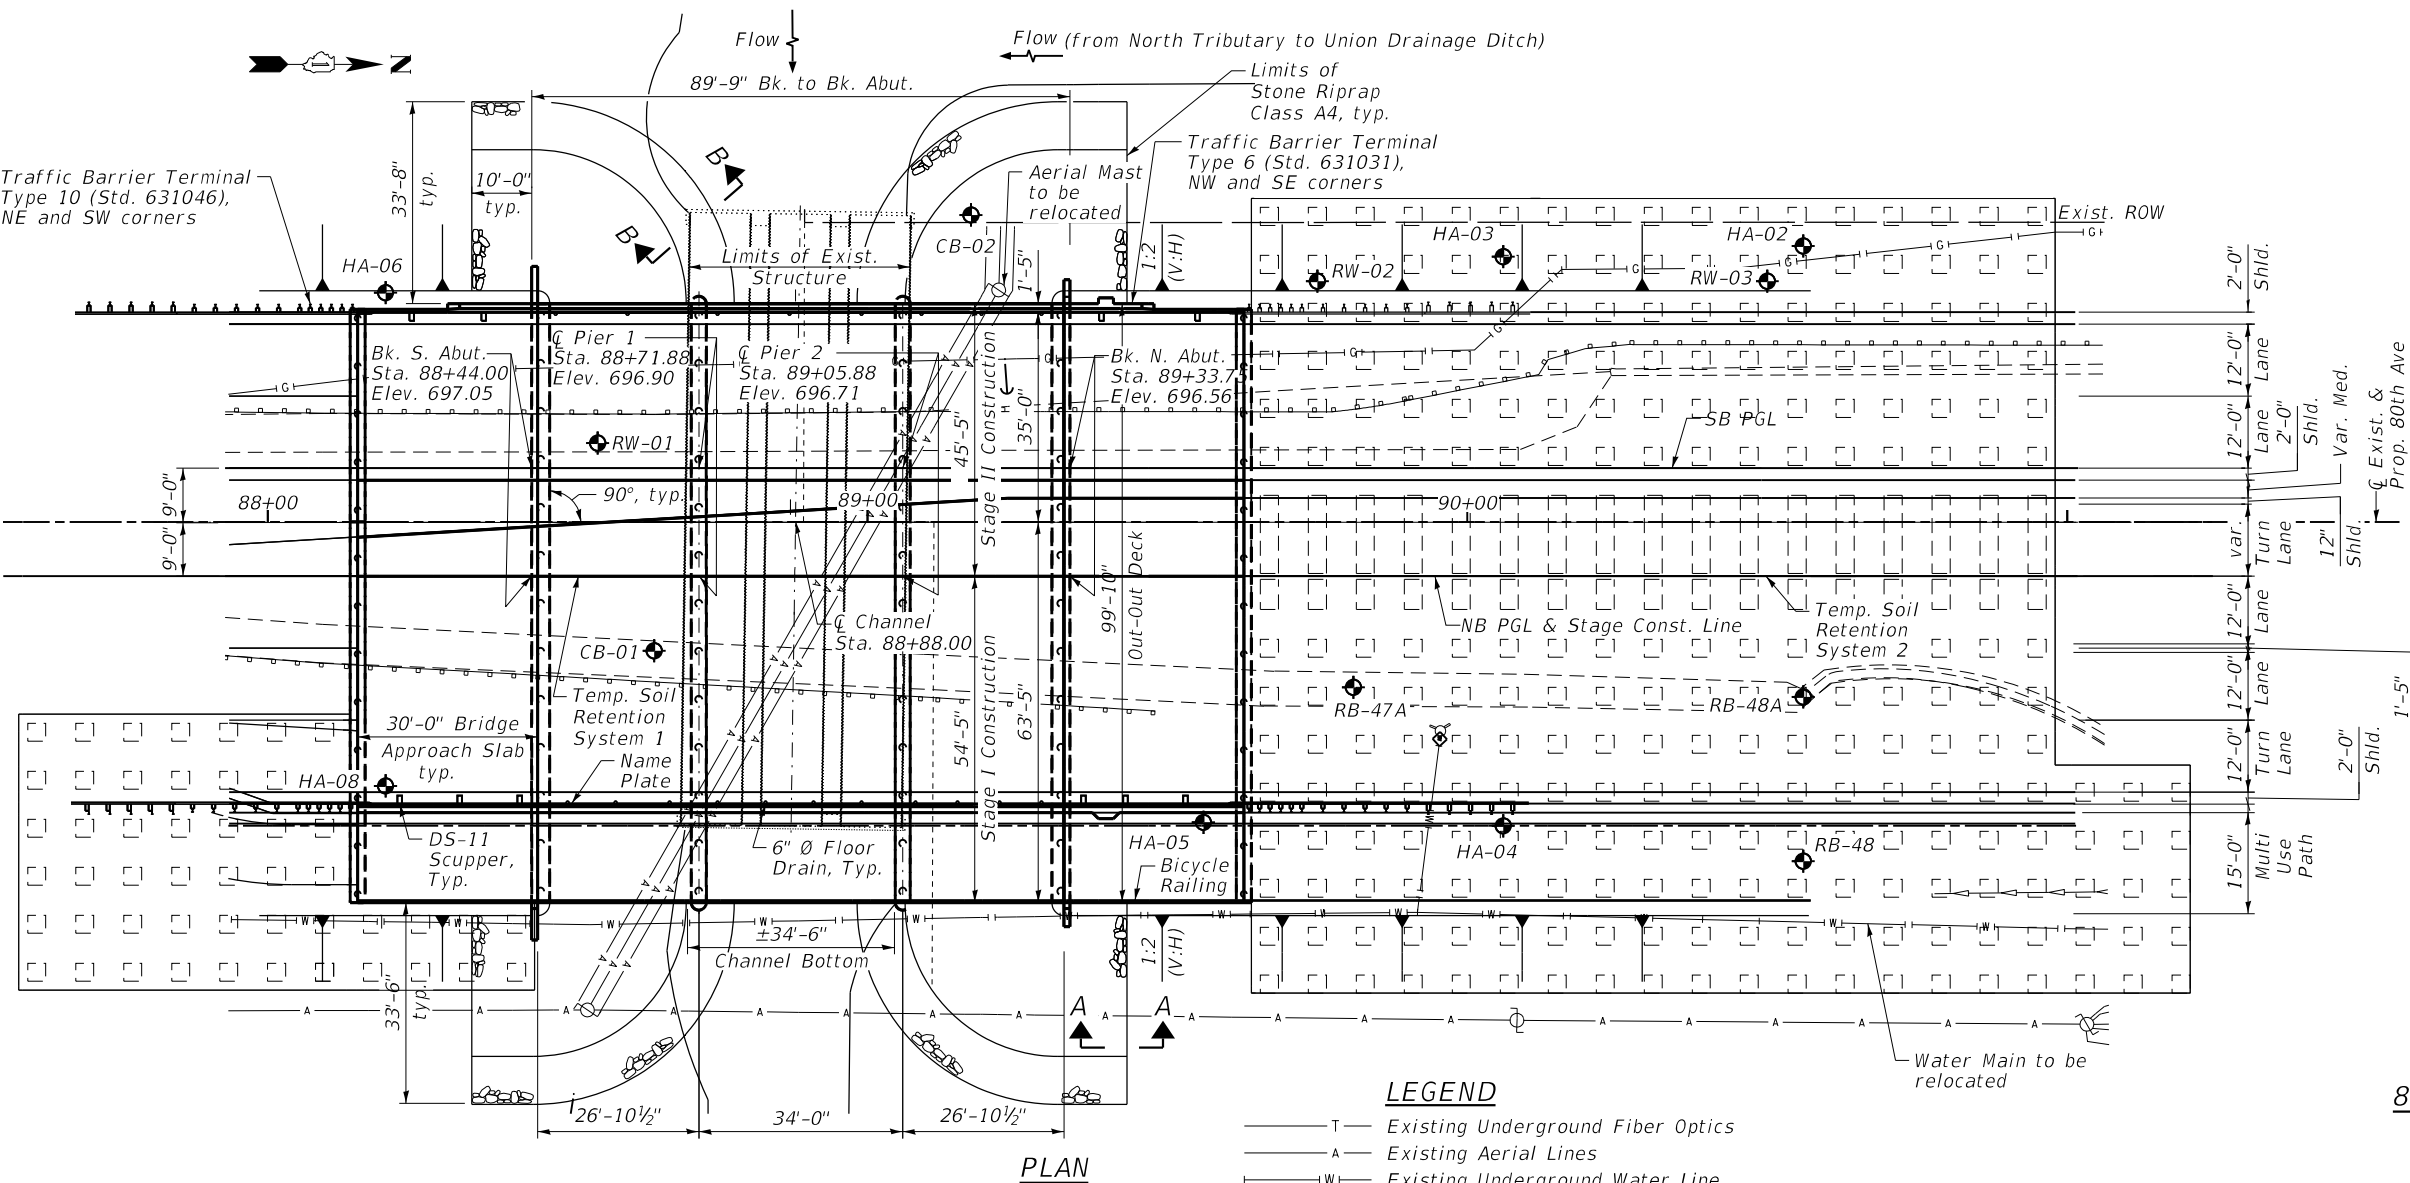 N
Flow
Flow (from North Tributary to Union Drainage Ditch)
89'-9" Bk. to Bk. Abut.
Limits of
Stone Riprap
Class A4, typ.
Traffic Barrier Terminal
Type 6 (Std. 631031),
NW and SE corners
Traffic Barrier Terminal
Type 10 (Std. 631046),
NE and SW corners
33'-8"
typ.
10'-0"
typ.
B
B
Aerial Mast
to be
relocated
CB-02
1'-5"
1:2
(V:H)
Limits of Exist.
Structure
HA-06
HA-03
HA-02
RW-02
RW-03
Exist. ROW
G
2'-0"
Shld.
Bk. S. Abut.
Sta. 88+44.00
Elev. 697.05
℄ Pier 1
Sta. 88+71.88
Elev. 696.90
℄ Pier 2
Sta. 89+05.88
Elev. 696.71
Bk. N. Abut.
Sta. 89+33.75
Elev. 696.56
RW-01
SB PGL
45'-5"
Stage II Construction
35'-0"
12'-0"
Lane
12'-0"
Lane
2'-0"
Shld.
Var. Med.
℄ Exist. &
Prop. 80th Ave
9'-0"
9'-0"
88+00
90°, typ.
89+00
90+00
var.
Turn
Lane
12"
Shld.
99'-10"
Out-Out Deck
℄ Channel
Sta. 88+88.00
NB PGL & Stage Const. Line
Temp. Soil
Retention
System 2
12'-0"
Lane
12'-0"
Lane
1'-5"
CB-01
Temp. Soil
Retention
System 1
54'-5"
Stage I Construction
63'-5"
RB-47A
RB-48A
30'-0" Bridge
Approach Slab
typ.
HA-08
Name
Plate
12'-0"
Turn
Lane
2'-0"
Shld.
DS-11
Scupper,
Typ.
6" Ø Floor
Drain, Typ.
HA-05
Bicycle
Railing
HA-04
RB-48
15'-0"
Multi
Use
Path
W
±34'-6"
Channel Bottom
1:2
(V:H)
33'-6"
typ.
A
A
Water Main to be
relocated
26'-10½"
34'-0"
26'-10½"
PLAN
8
LEGEND
T Existing Underground Fiber Optics
A Existing Aerial Lines
W Existing Underground Water Line